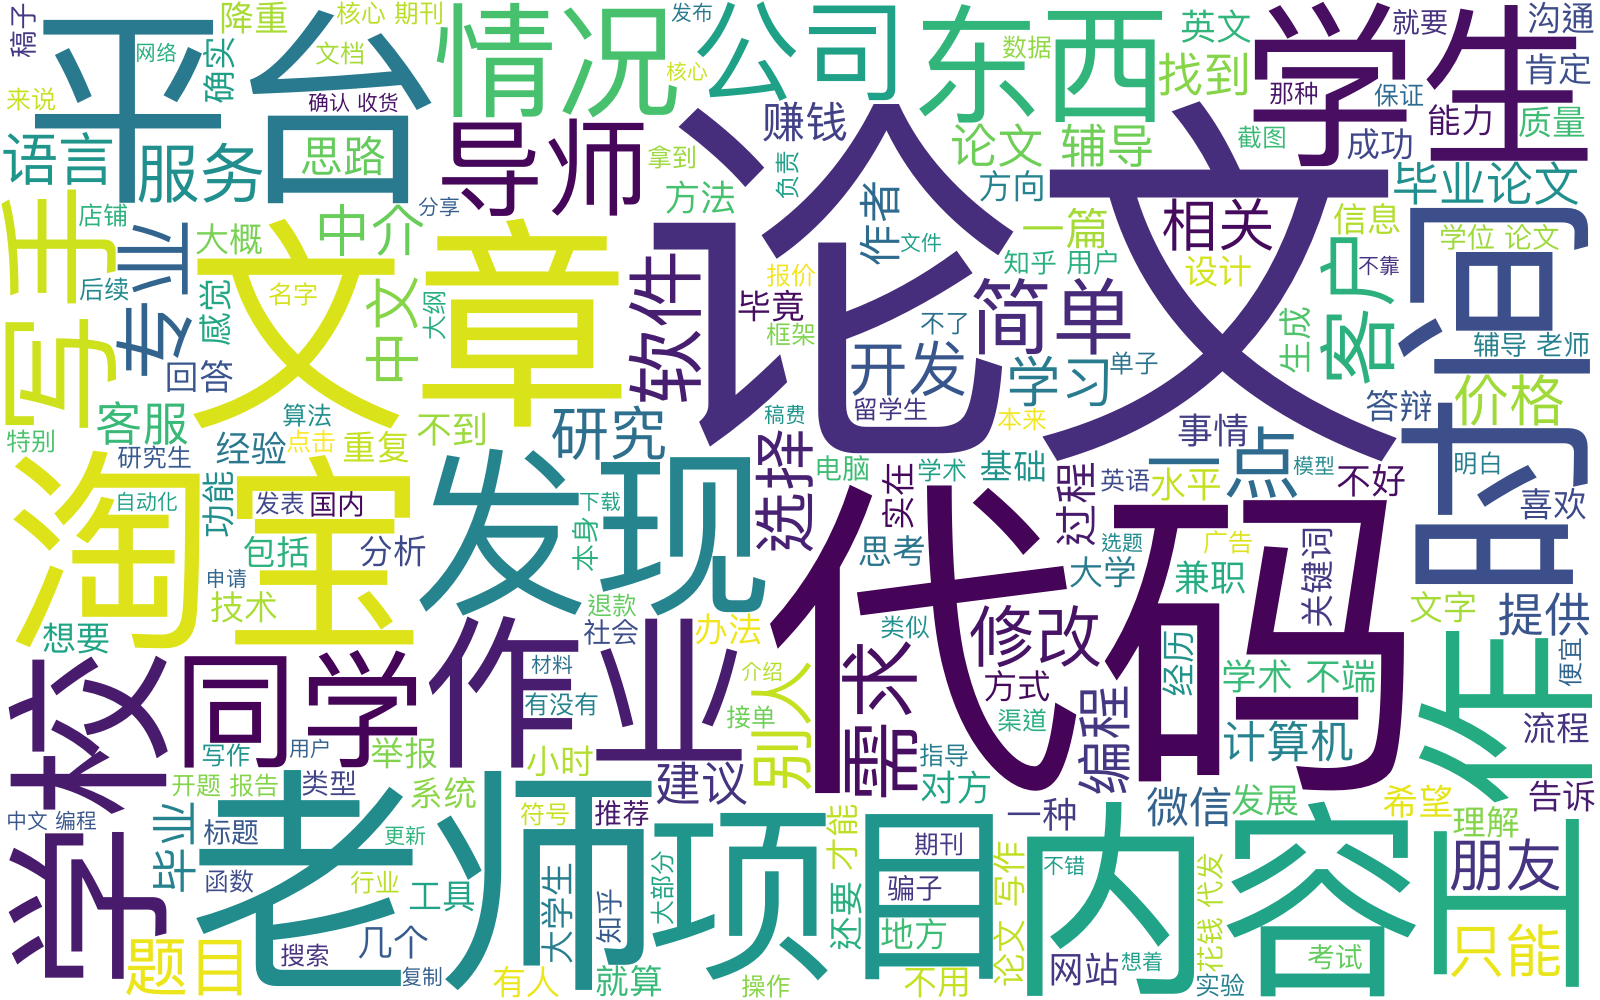 稿子
平台
降重
核心 期刊
发布
情况
公司
东西
学生
英文
就要
沟通
网络
文档
确实
数据
核心
找到
那种
保证
肯定
来说
确认 收货
赚钱
论文 辅导
截图
成功
能力
质量
语言
服务
思路
导师
拿到
负责
方法
方向
毕业论文
写手
店铺
专业
大概
中介
分享
论文
作者
文件
一篇
相关
信息
学位 论文
时间
后续
感觉
名字
文章
中文
大纲
软件
报价
毕竟
框架
简单
知乎 用户
设计
客户
不靠
不了
开发
学习
单子
生成
辅导 老师
回答
客服
算法
点击
经验
重复
不到
研究
稿费
留学生
本来
事情
答辩
价格
特别
研究生
淘宝
发现
选择
电脑
学术
基础
实在
过程
英语
水平
一点
模型
不好
明白
喜欢
自动化
功能
发表
国内
下载
本身
包括
分析
思考
代码
选题
广告
大学
兼职
关键词
文字
提供
申请
技术
退款
社会
办法
类似
修改
经历
学术 不端
便宜
想要
学校
同学
作业
材料
有没有
介绍
别人
接单
需求
方式
渠道
编程
计算机
写作
流程
写作
用户
举报
小时
建议
指导
对方
合作
开题 报告
类型
系统
符号
推荐
一种
微信
发展
希望
告诉
中文 编程
毕业
标题
老师
更新
项目
才能
期刊
内容
理解
朋友
函数
行业
工具
大学生
知乎
大部分
还要
骗子
论文 写作
不错
花钱 代发
题目
搜索
几个
复制
有人
就算
操作
地方
不用
网站
想着
实验
考试
只能